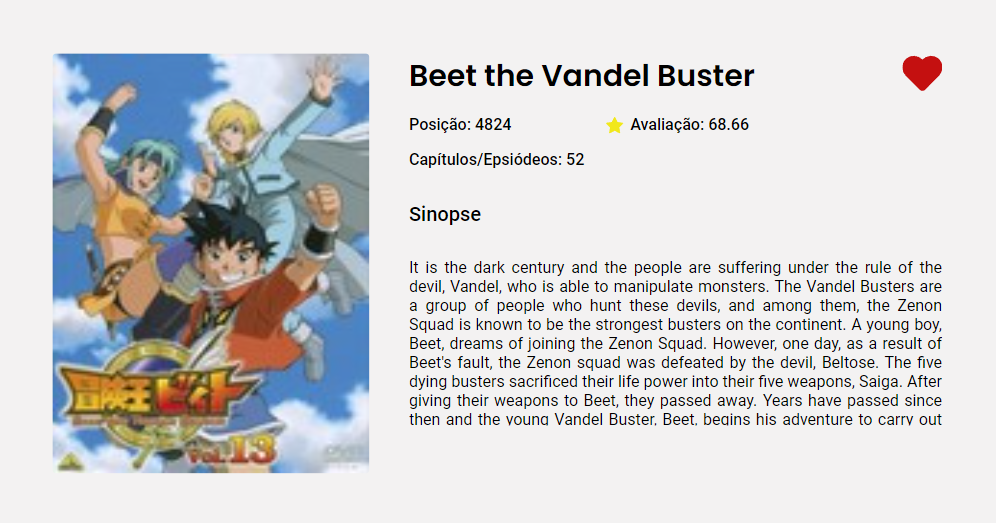 Beet the Vandel Buster
Posição: 4824
Avaliação: 68.66
Capítulos/Epsiódeos: 52
Sinopse
It is the dark century and the people are suffering under the rule of the
devil, Vandel, who is able to manipulate monsters. The Vandel Busters are
a group of people who hunt these devils, and among them, the Zenon
Squad is known to be the strongest busters on the continent. A young boy,
Beet, dreams of joining the Zenon Squad. However, one day, as a result of
Beet's fault, the Zenon squad was defeated by the devil, Beltose. The five
dying busters sacrificed their life power into their five weapons, Saiga. After
giving their weapons to Beet, they passed away. Years have passed since
then and the young Vandel Buster, Beet, begins his adventure to carry out
冒険王ビィト
Vol.13